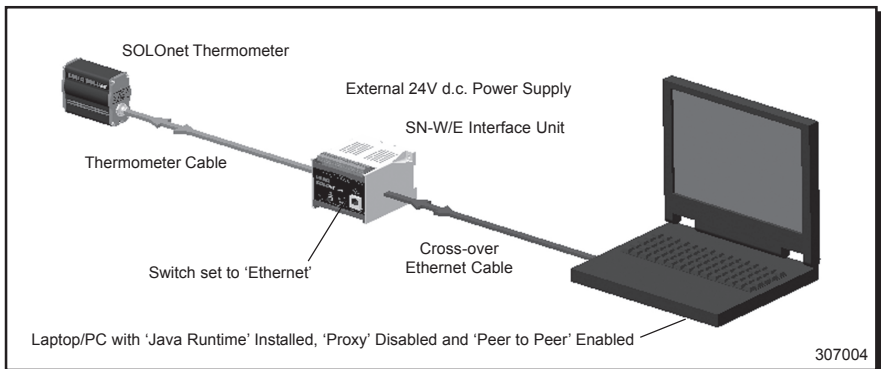 SOLOnet Thermometer
External 24V d.c. Power Supply
SN-W/E Interface Unit
Thermometer Cable
Switch set to ‘Ethernet’
Cross-over
Ethernet Cable
Laptop/PC with ‘Java Runtime’ Installed, ‘Proxy’ Disabled and ‘Peer to Peer’ Enabled
307004